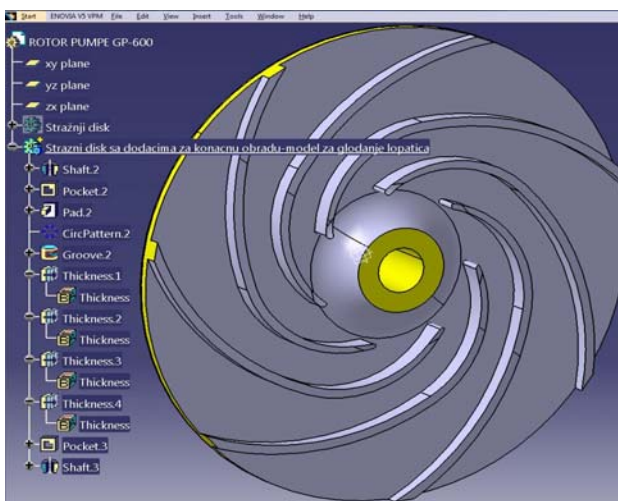 Start ENOVIA V5 VPM File Edit View Insert Tools Window Help
ROTOR PUMPE GP-600
xy plane
yz plane
zx plane
Stražnji disk
Strazni disk sa dodacima za konacnu obradu-model za glodanje lopatica
Shaft.2
Pocket.2
Pad.2
CircPattern.2
Groove.2
Thickness.1
Thickness
Thickness.2
Thickness
Thickness.3
Thickness
Thickness.4
Thickness
Pocket.3
Shaft.3